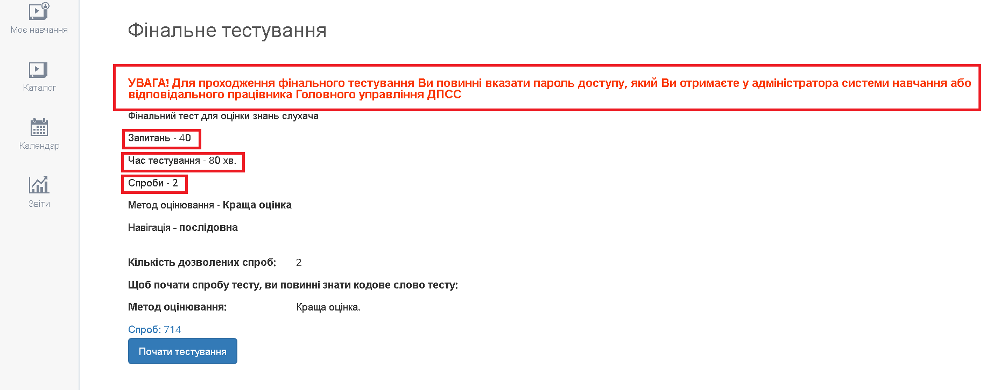 Моє навчання
Каталог
Календар
Звіти
Фінальне тестування
УВАГА! Для проходження фінального тестування Ви повинні вказати пароль доступу, який Ви отримаєте у адміністратора системи навчання або
відповідального працівника Головного управління ДПСС
Фінальний тест для оцінки знань слухача
Запитань - 40
Час тестування - 80 хв.
Спроби - 2
Метод оцінювання - Краща оцінка
Навігація - послідовна
Кількість дозволених спроб: 2
Щоб почати спробу тесту, ви повинні знати кодове слово тесту:
Метод оцінювання: Краща оцінка.
Спроб: 714
Почати тестування